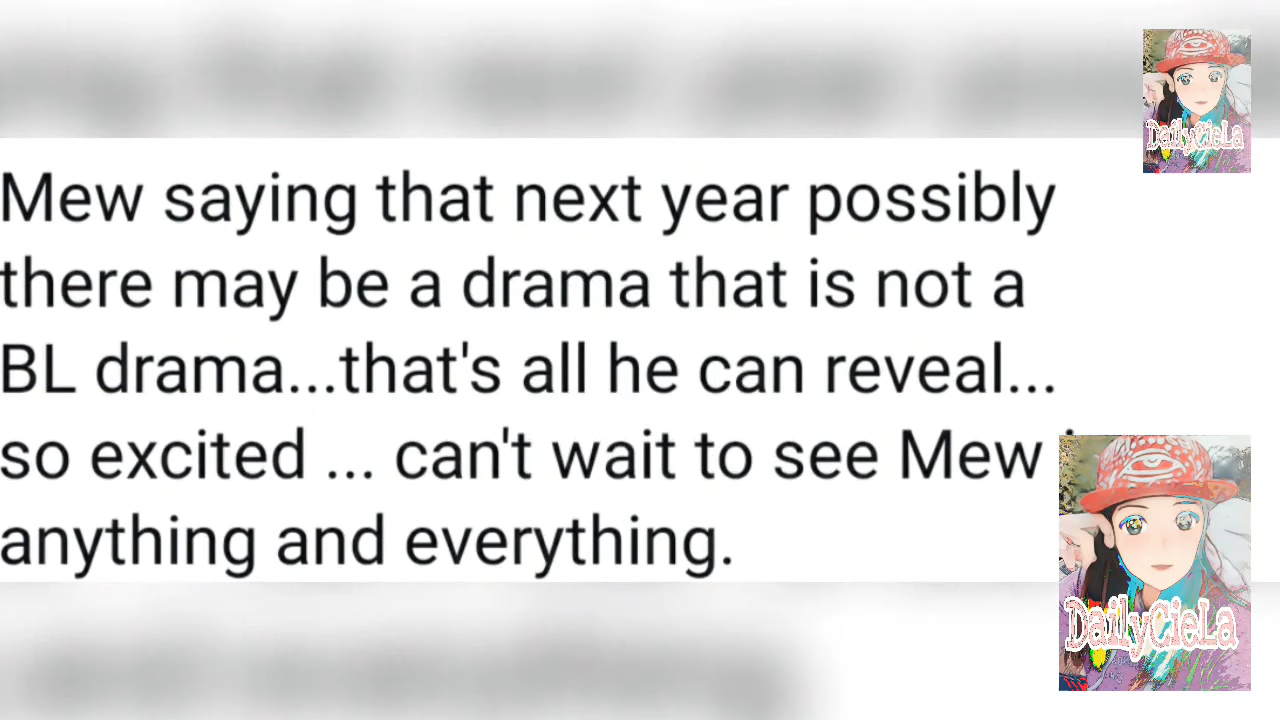 DailyCieLa
Mew saying that next year possibly
there may be a drama that is not a
BL drama...that's all he can reveal...
so excited ... can't wait to see Mew
anything and everything.
DailyCieLa